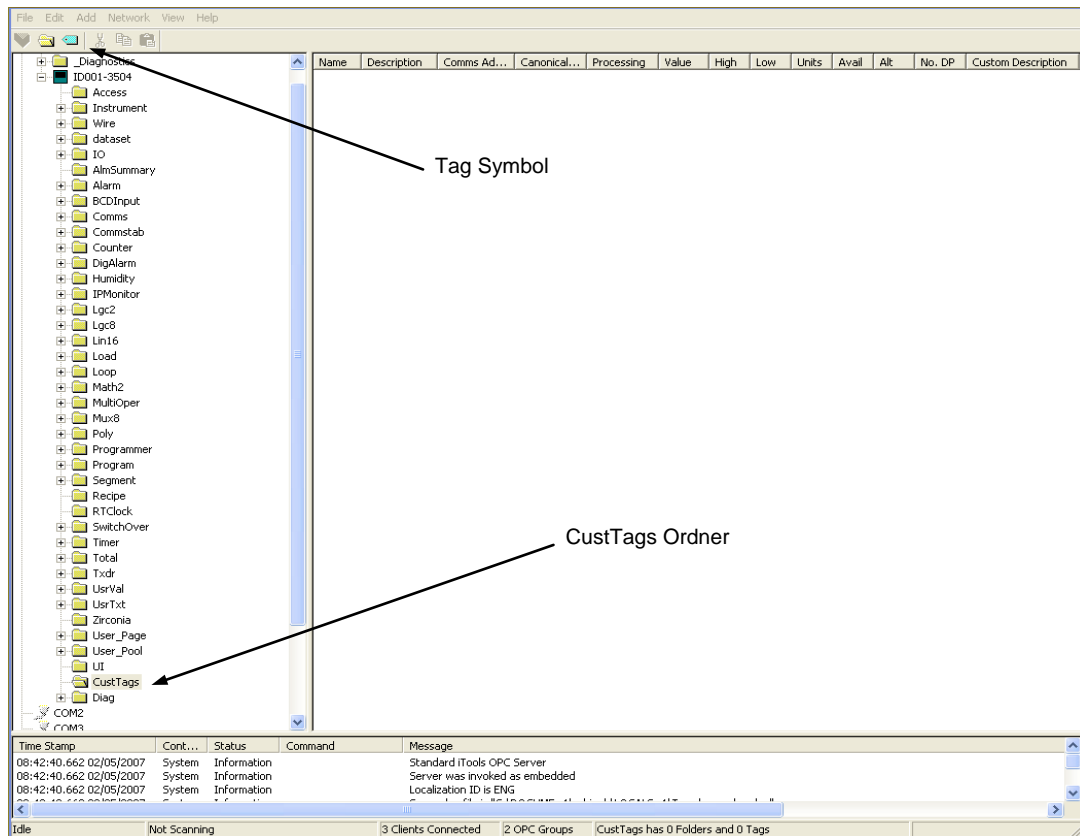 File Edit Add Network View Help
_Diagnostics
ID001-3504
Access
Instrument
Wire
dataset
IO
AlmSummary
Alarm
BCDInput
Comms
Commstab
Counter
DigAlarm
Humidity
IPMonitor
Lgc2
Lgc8
Lin16
Load
Loop
Math2
MultiOper
Mux8
Poly
Programmer
Program
Segment
Recipe
RTClock
SwitchOver
Timer
Total
Txdr
UsrVal
UsrTxt
Zirconia
User_Page
User_Pool
UI
CustTags
Diag
COM2
COM3
Name Description Comms Ad... Canonical... Processing Value High Low Units Avail Alt No. DP Custom Description
Tag Symbol
CustTags Ordner
Time Stamp Cont... Status Command Message
08:42:40.662 02/05/2007 System Information Standard iTools OPC Server
08:42:40.662 02/05/2007 System Information Server was invoked as embedded
08:42:40.662 02/05/2007 System Information Localization ID is ENG
Idle Not Scanning 3 Clients Connected 2 OPC Groups CustTags has 0 Folders and 0 Tags